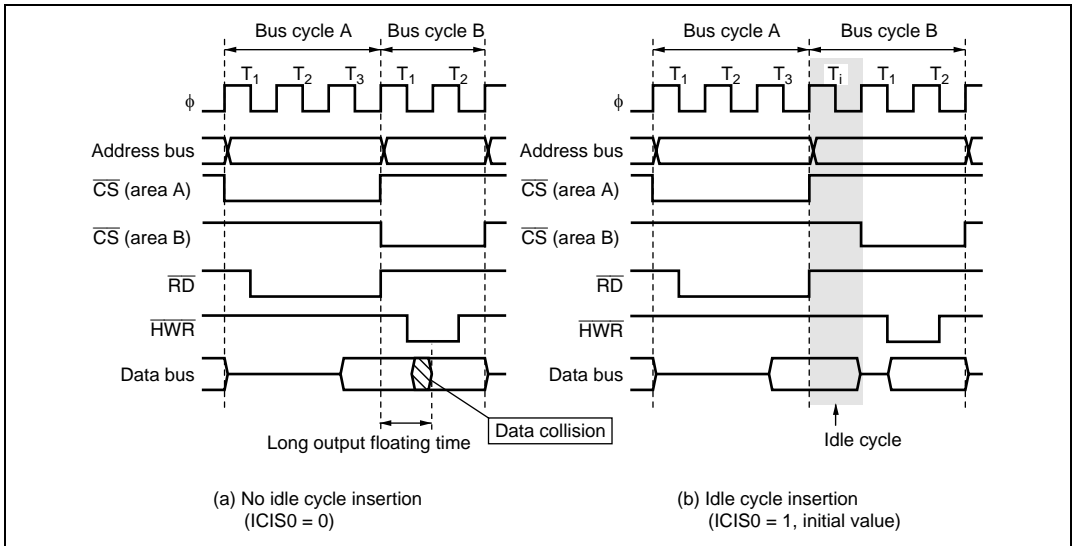 Bus cycle A Bus cycle B
T1 T2 T3 T1 T2
φ
Address bus
CS (area A)
CS (area B)
RD
HWR
Data bus
Long output floating time
Data collision
(a) No idle cycle insertion
(ICIS0 = 0)
Bus cycle A Bus cycle B
T1 T2 T3 Ti T1 T2
φ
Address bus
CS (area A)
CS (area B)
RD
HWR
Data bus
Idle cycle
(b) Idle cycle insertion
(ICIS0 = 1, initial value)